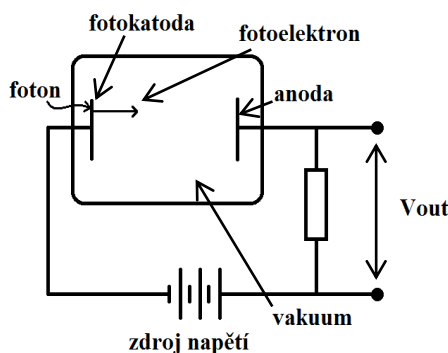 fotokatoda
fotoelektron
foton
anoda
Vout
vakuum
zdroj napětí